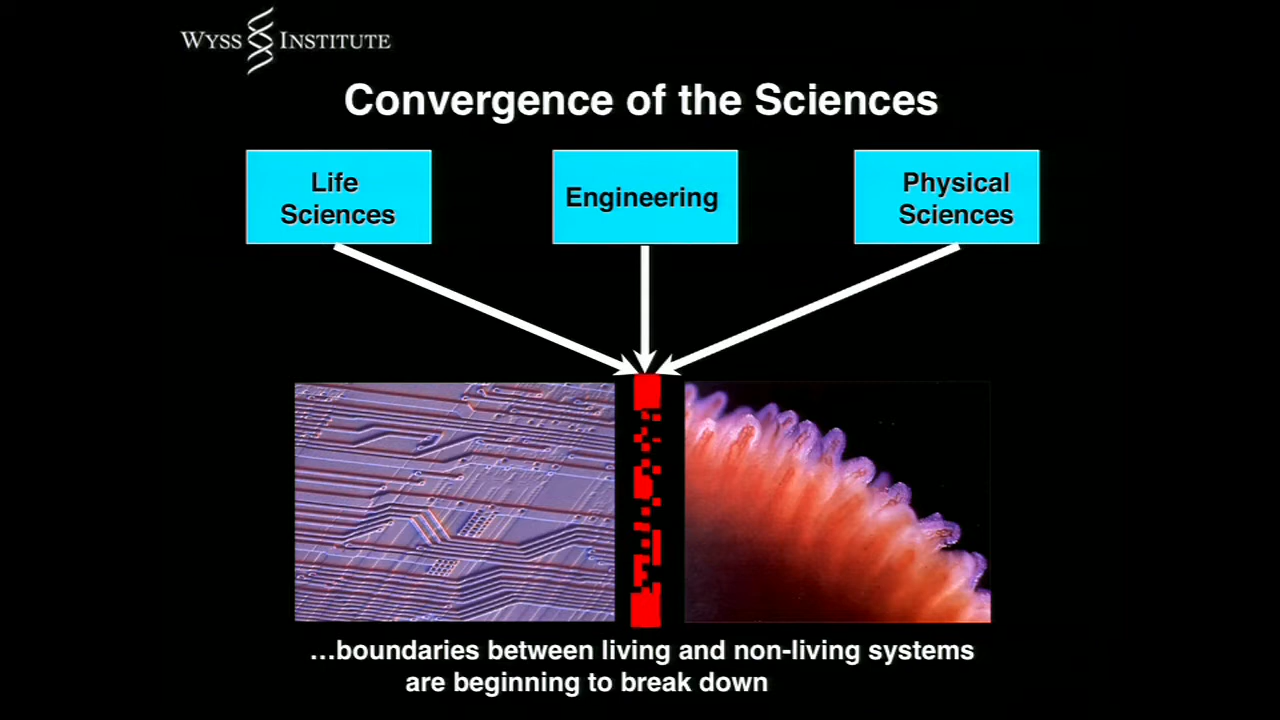 WYSS INSTITUTE
Convergence of the Sciences
Life
Sciences
Engineering
Physical
Sciences
...boundaries between living and non-living systems
are beginning to break down